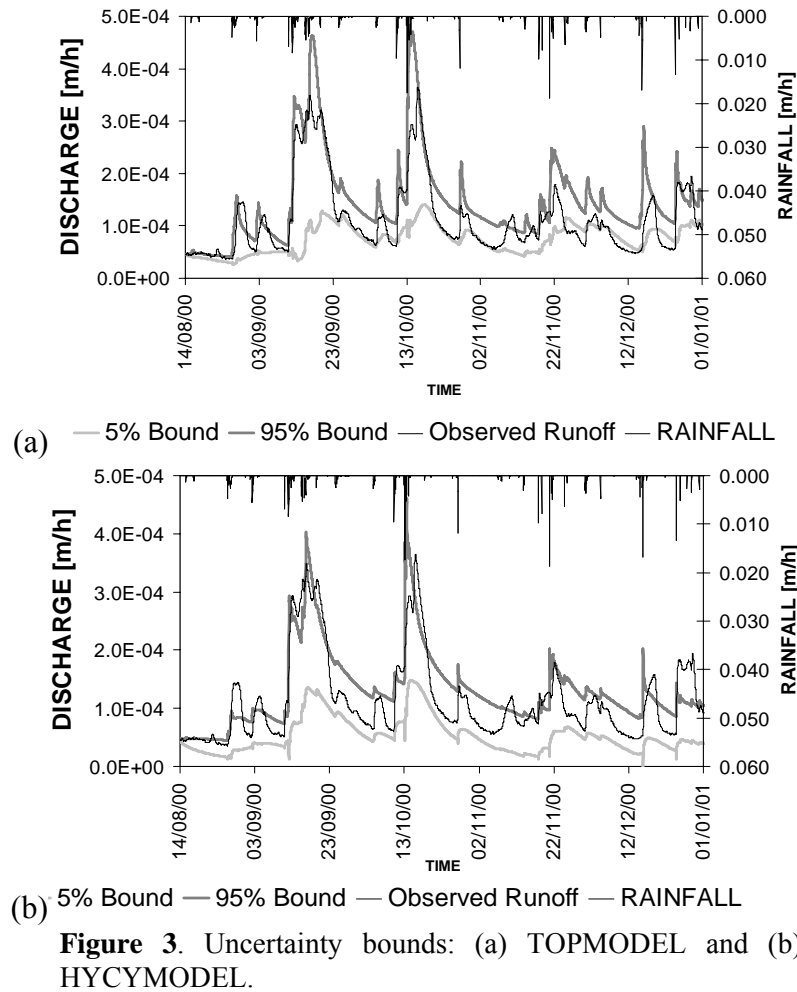 5.0E-04
4.0E-04
3.0E-04
2.0E-04
1.0E-04
0.0E+00
DISCHARGE [m/h]
0.000
0.010
0.020
0.030
0.040
0.050
0.060
RAINFALL [m/h]
14/08/00
03/09/00
23/09/00
13/10/00
02/11/00
22/11/00
12/12/00
01/01/01
TIME
(a) 5% Bound 95% Bound Observed Runoff RAINFALL
5.0E-04
4.0E-04
3.0E-04
2.0E-04
1.0E-04
0.0E+00
DISCHARGE [m/h]
0.000
0.010
0.020
0.030
0.040
0.050
0.060
RAINFALL [m/h]
14/08/00
03/09/00
23/09/00
13/10/00
02/11/00
22/11/00
12/12/00
01/01/01
TIME
(b) 5% Bound 95% Bound Observed Runoff RAINFALL
Figure 3. Uncertainty bounds: (a) TOPMODEL and (b)
HYCYMODEL.